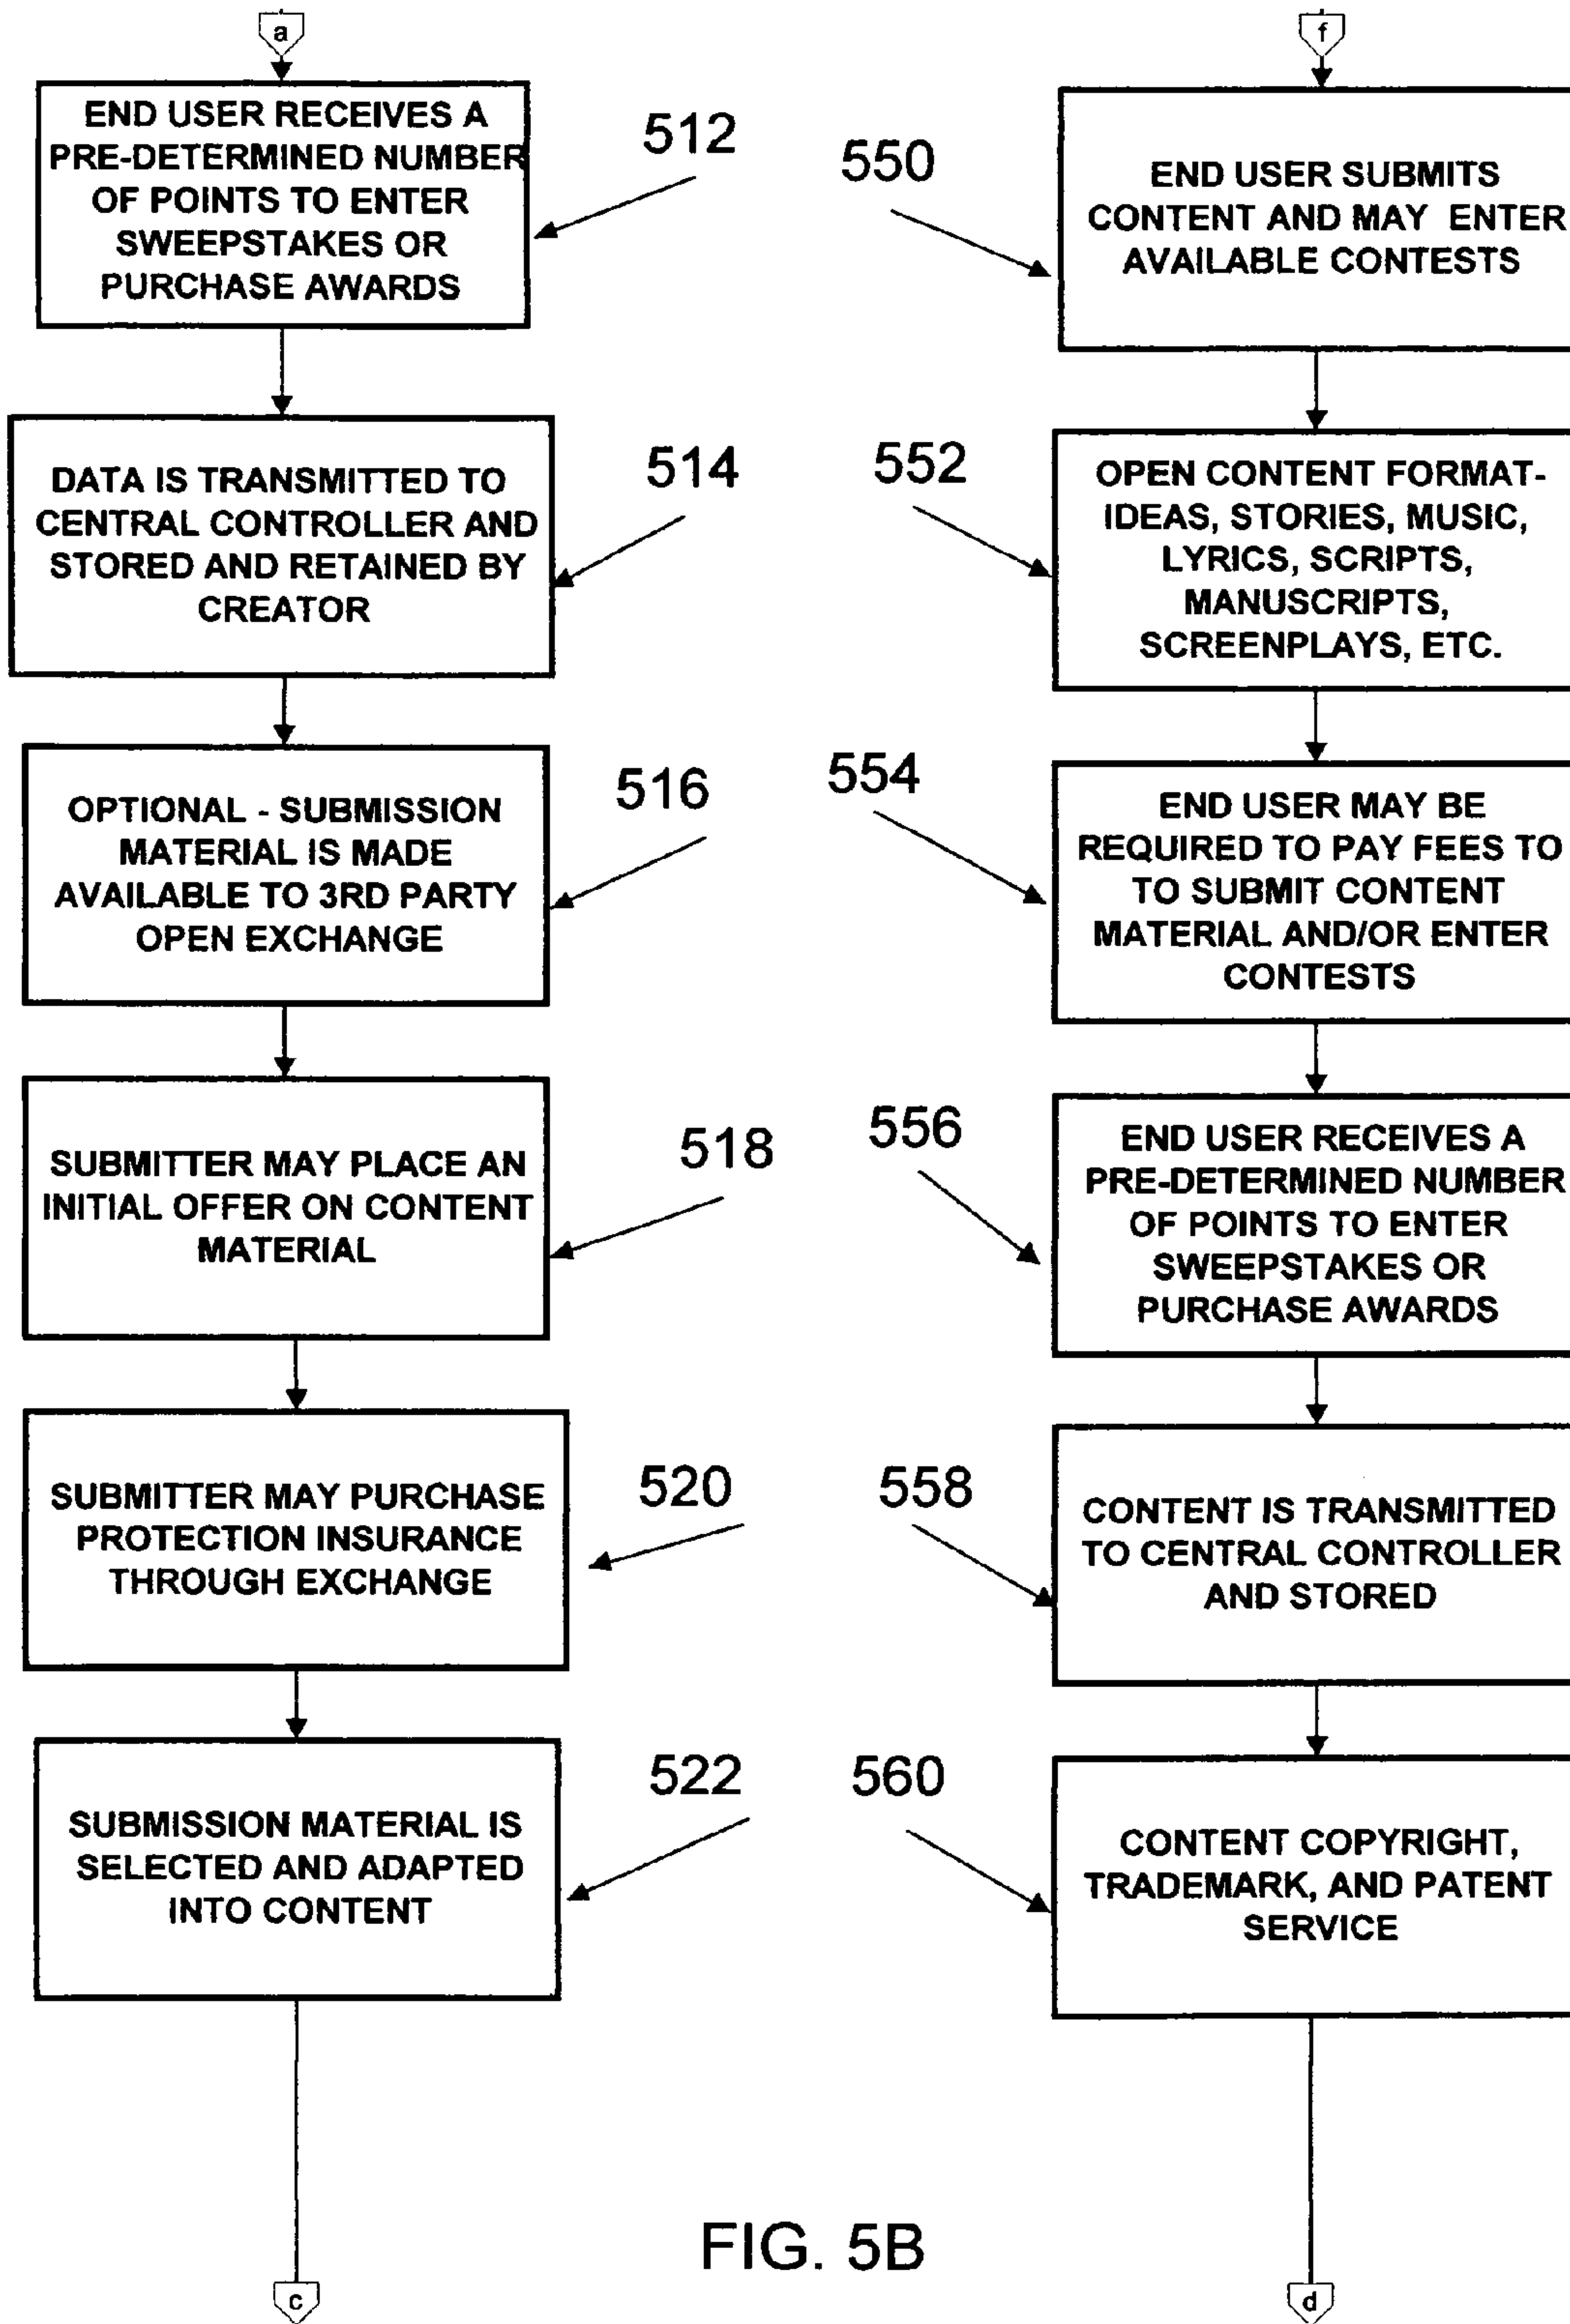 a
END USER RECEIVES A
PRE-DETERMINED NUMBER
OF POINTS TO ENTER
SWEEPSTAKES OR
PURCHASE AWARDS
512
DATA IS TRANSMITTED TO
CENTRAL CONTROLLER AND
STORED AND RETAINED BY
CREATOR
514
OPTIONAL - SUBMISSION
MATERIAL IS MADE
AVAILABLE TO 3RD PARTY
OPEN EXCHANGE
516
SUBMITTER MAY PLACE AN
INITIAL OFFER ON CONTENT
MATERIAL
518
SUBMITTER MAY PURCHASE
PROTECTION INSURANCE
THROUGH EXCHANGE
520
SUBMISSION MATERIAL IS
SELECTED AND ADAPTED
INTO CONTENT
522
c
f
550
END USER SUBMITS
CONTENT AND MAY ENTER
AVAILABLE CONTESTS
552
OPEN CONTENT FORMAT-
IDEAS, STORIES, MUSIC,
LYRICS, SCRIPTS,
MANUSCRIPTS,
SCREENPLAYS, ETC.
554
END USER MAY BE
REQUIRED TO PAY FEES TO
TO SUBMIT CONTENT
MATERIAL AND/OR ENTER
CONTESTS
556
END USER RECEIVES A
PRE-DETERMINED NUMBER
OF POINTS TO ENTER
SWEEPSTAKES OR
PURCHASE AWARDS
558
CONTENT IS TRANSMITTED
TO CENTRAL CONTROLLER
AND STORED
560
CONTENT COPYRIGHT,
TRADEMARK, AND PATENT
SERVICE
d
FIG. 5B